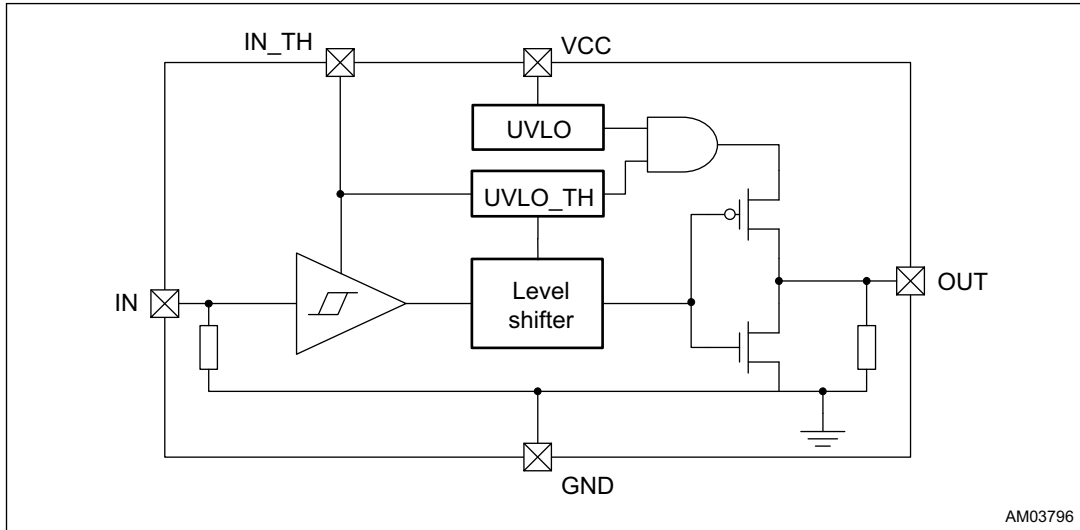 IN_TH
VCC
UVLO
UVLO_TH
IN
Level
shifter
OUT
GND
AM03796